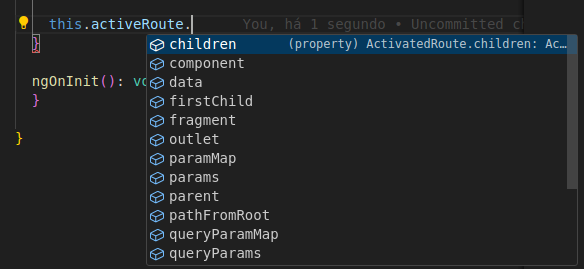 this.activeRoute. You, há 1 segundo • Uncommitted c
}
children (property) ActivatedRoute.children: Ac…
component
ngOnInit(): vo
data
}
firstChild
fragment
}
outlet
paramMap
params
parent
pathFromRoot
queryParamMap
queryParams